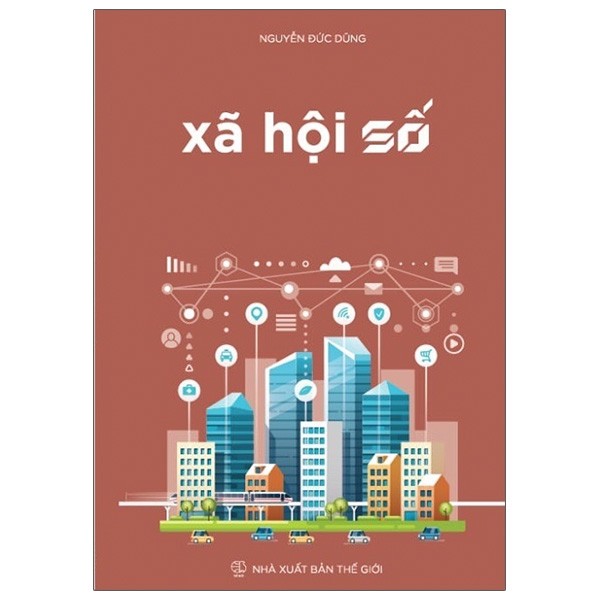 NGUYỄN ĐỨC DŨNG
xã hội số
NHÀ XUẤT BẢN THẾ GIỚI